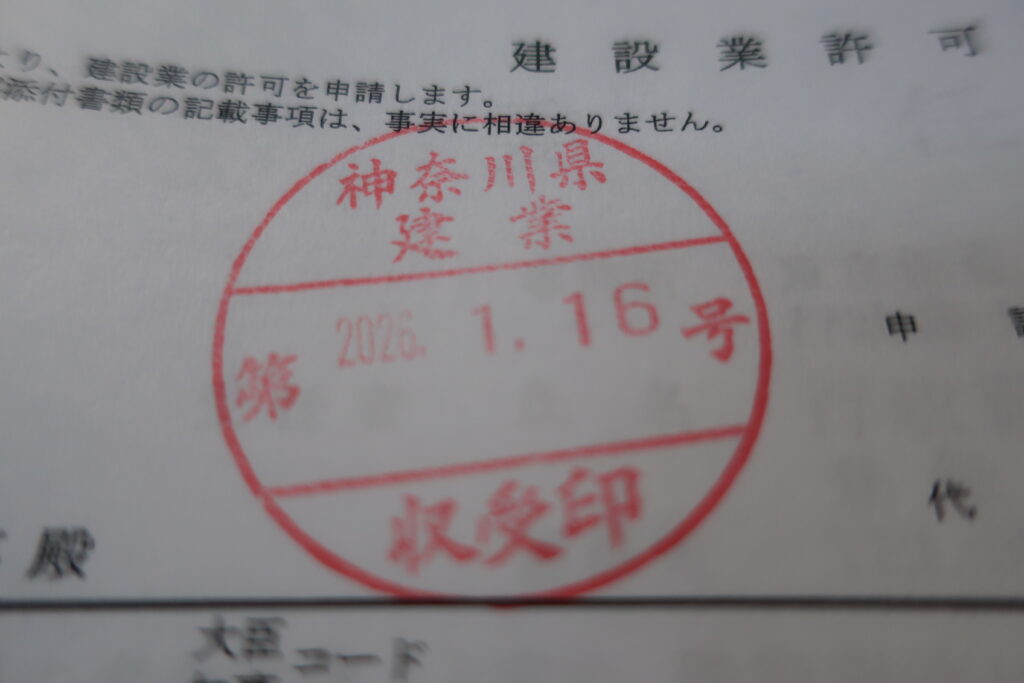 建設業許可
り、建設業の許可を申請します。
添付書類の記載事項は、事実に相違ありません。
神奈川県
建業
2026. 1. 16
第 号
収受印
申
代
殿
大臣
コード